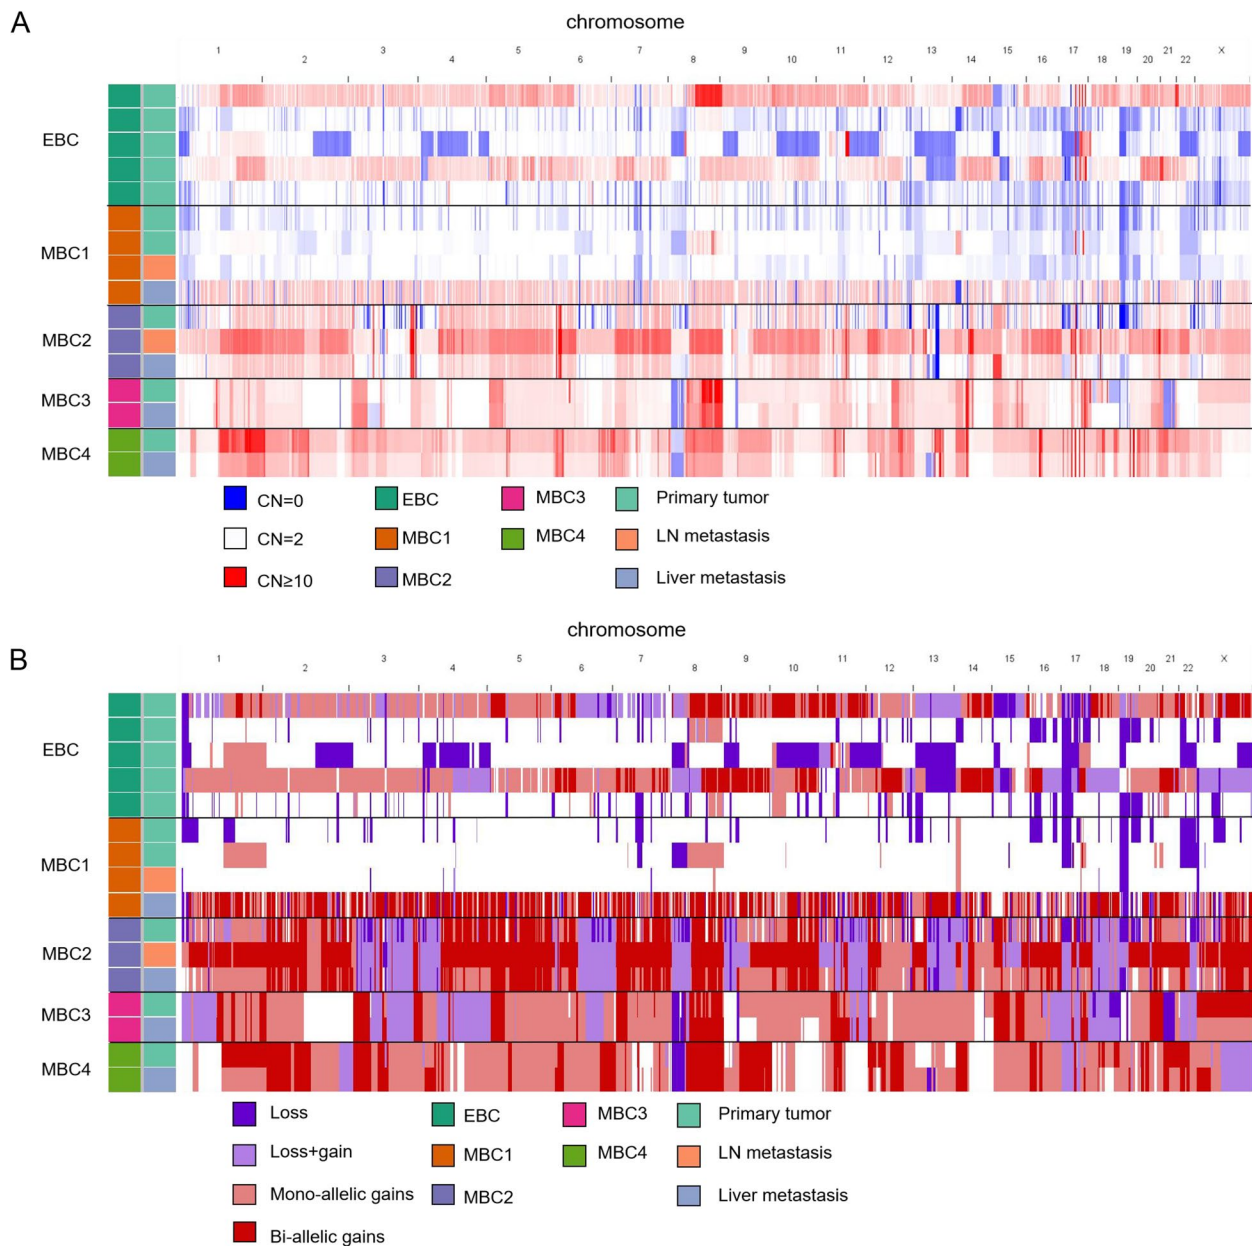 A
chromosome
1 2 3 4 5 6 7 8 9 10 11 12 13 14 15 16 17 18 19 20 21 22 X
EBC
MBC1
MBC2
MBC3
MBC4
CN=0 EBC MBC3 Primary tumor
CN=2 MBC1 MBC4 LN metastasis
CN≥10 MBC2 Liver metastasis
B
chromosome
1 2 3 4 5 6 7 8 9 10 11 12 13 14 15 16 17 18 19 20 21 22 X
EBC
MBC1
MBC2
MBC3
MBC4
Loss EBC MBC3 Primary tumor
Loss+gain MBC1 MBC4 LN metastasis
Mono-allelic gains MBC2 Liver metastasis
Bi-allelic gains